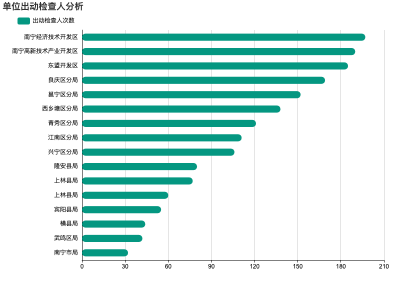 单位出动检查人分析
出动检查人次数
南宁经济技术开发区
南宁高新技术产业开发区
东盟开发区
良庆区分局
邕宁区分局
西乡塘区分局
青秀区分局
江南区分局
兴宁区分局
隆安县局
上林县局
上林县局
宾阳县局
横县局
武鸣区局
南宁市局
0 30 60 90 120 150 180 210